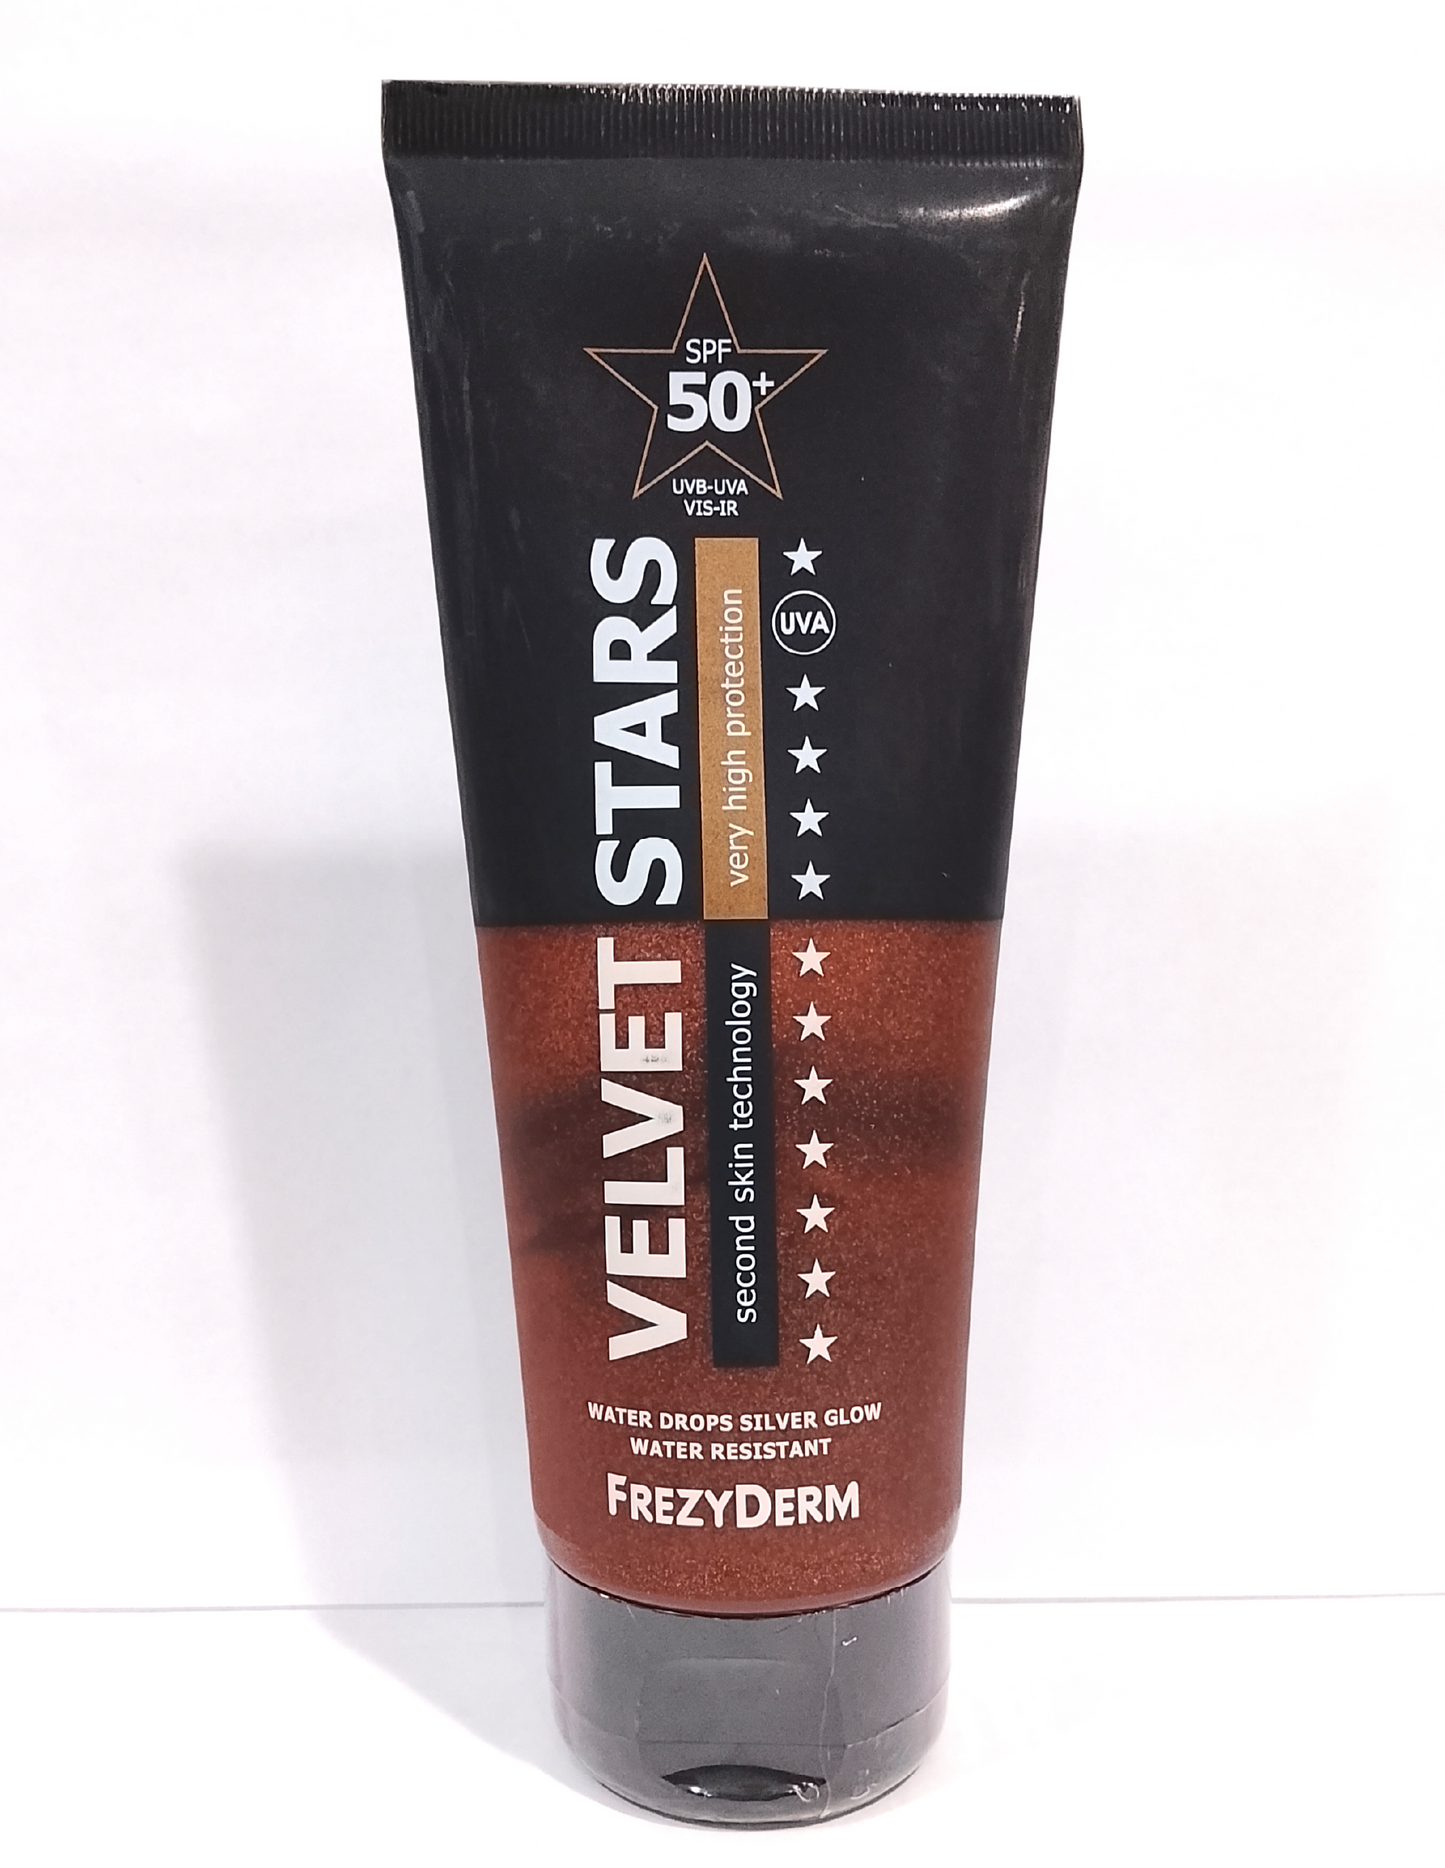 SPF
50+
UVB-UVA
VIS-IR
VELVET STARS
very high protection
second skin technology
UVA
WATER DROPS SILVER GLOW
WATER RESISTANT
FREZYDERM